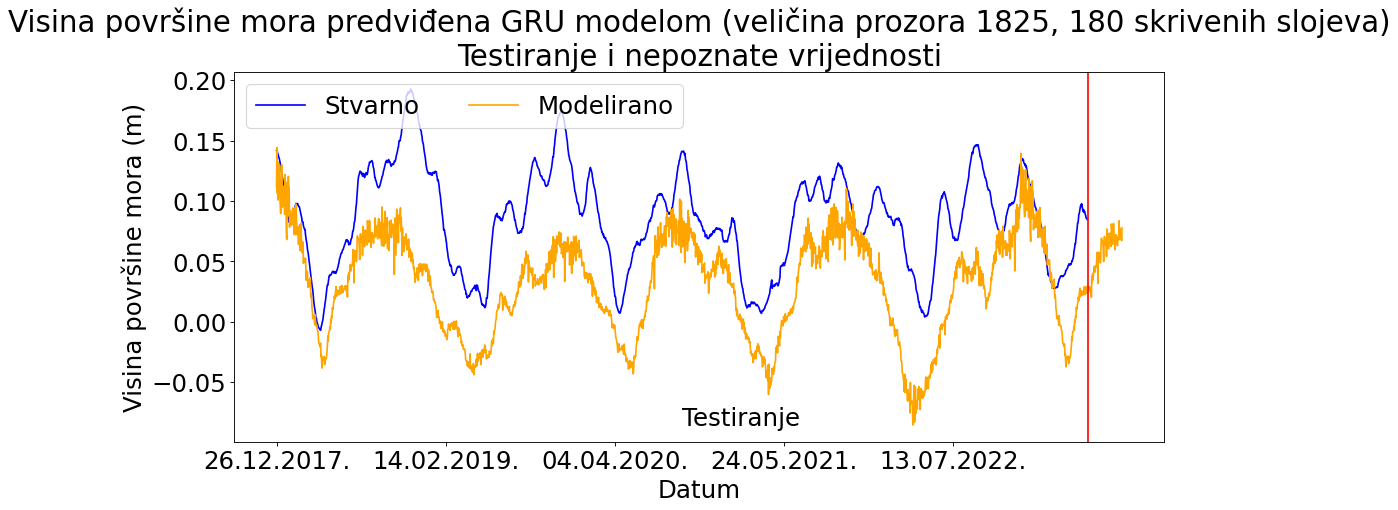 Visina površine mora predviđena GRU modelom (veličina prozora 1825, 180 skrivenih slojeva)
Testiranje i nepoznate vrijednosti
Stvarno
Modelirano
Visina površine mora (m)
0.20
0.15
0.10
0.05
0.00
−0.05
Testiranje
26.12.2017.
14.02.2019.
04.04.2020.
24.05.2021.
13.07.2022.
Datum